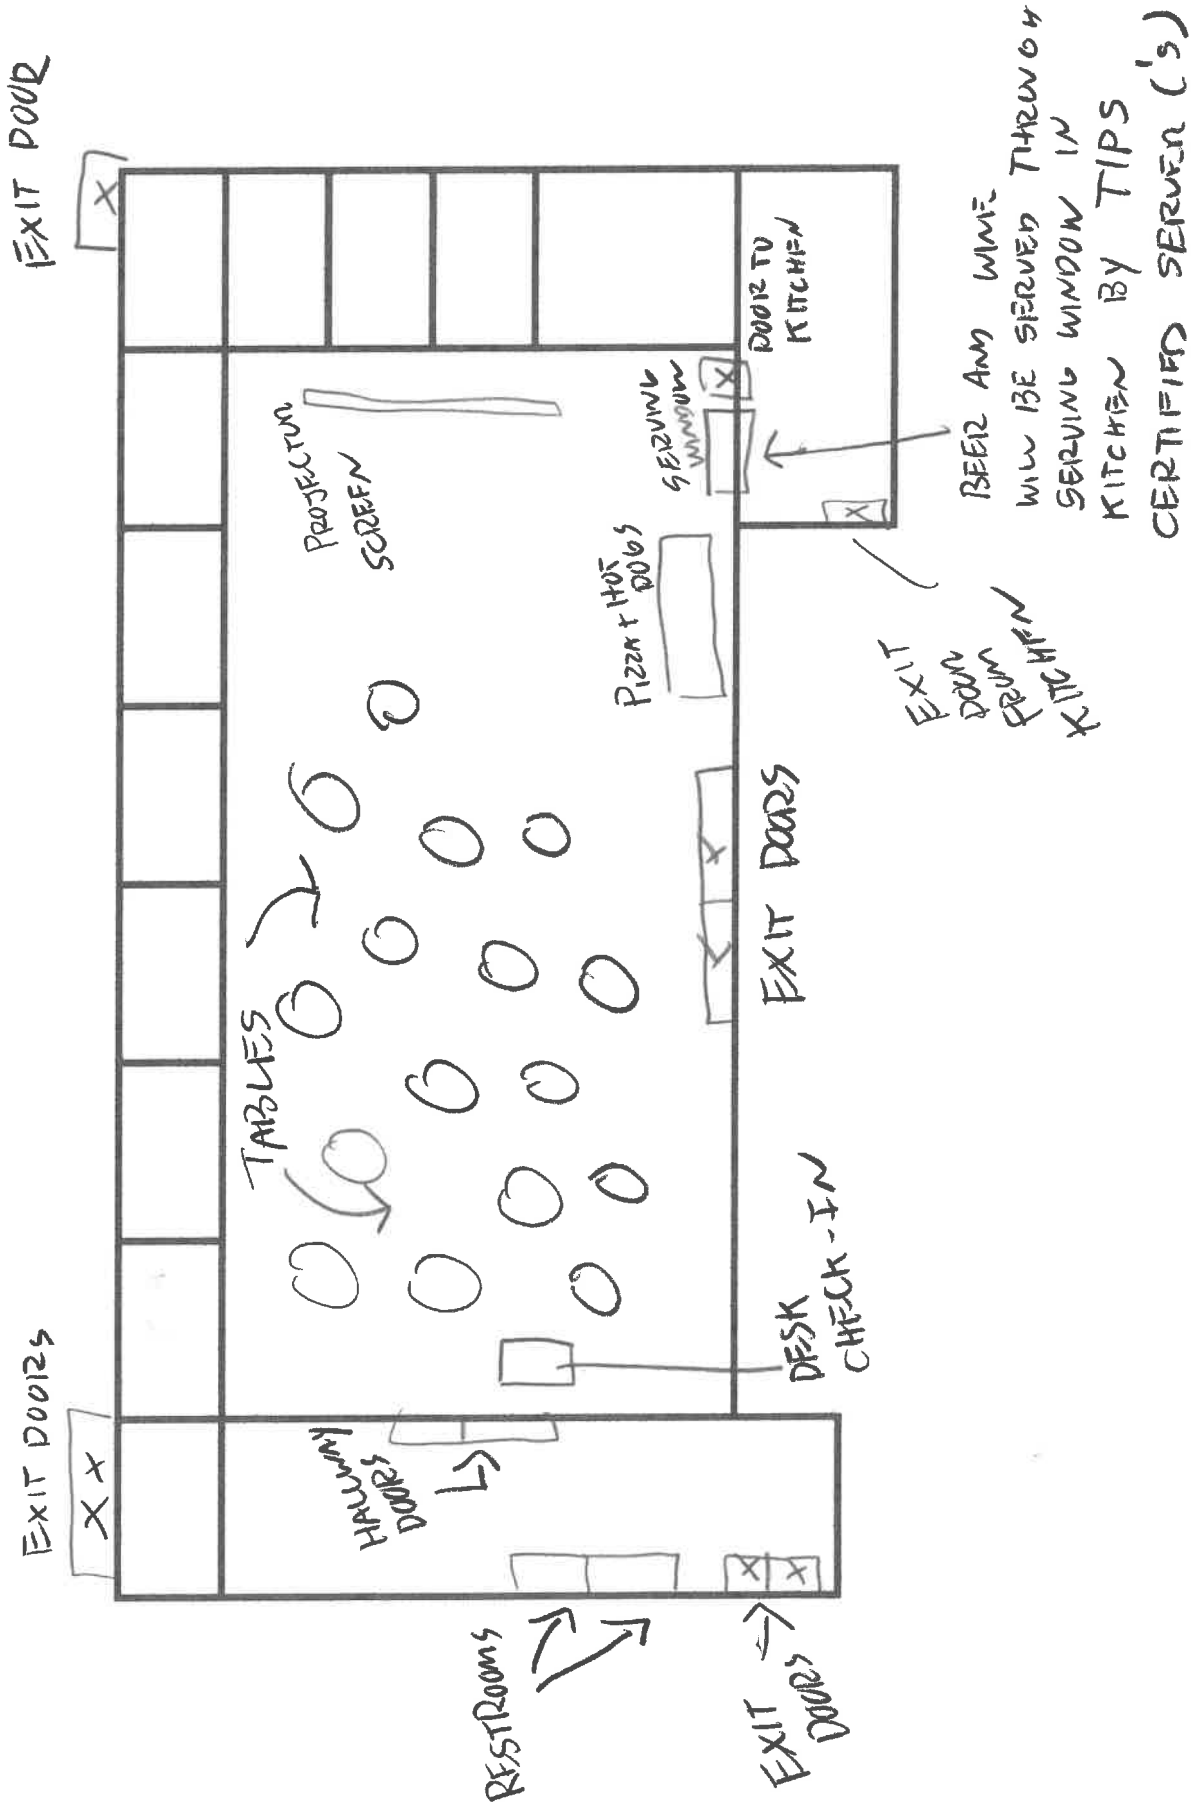 EXIT DOORS
EXIT DOOR
TABLES
PROJECTOR
SCREEN
HALLWAY
DOORS
RESTROOMS
PIZZA + HOT
DOGS
SERVING
WINDOW
DOOR TO
KITCHEN
EXIT
DOORS
DESK
CHECK-IN
EXIT DOORS
EXIT
DOOR
FROM
KITCHEN
BEER AND WINE
WILL BE SERVED THROUGH
SERVING WINDOW IN
KITCHEN BY TIPS
CERTIFIED SERVER ('s)